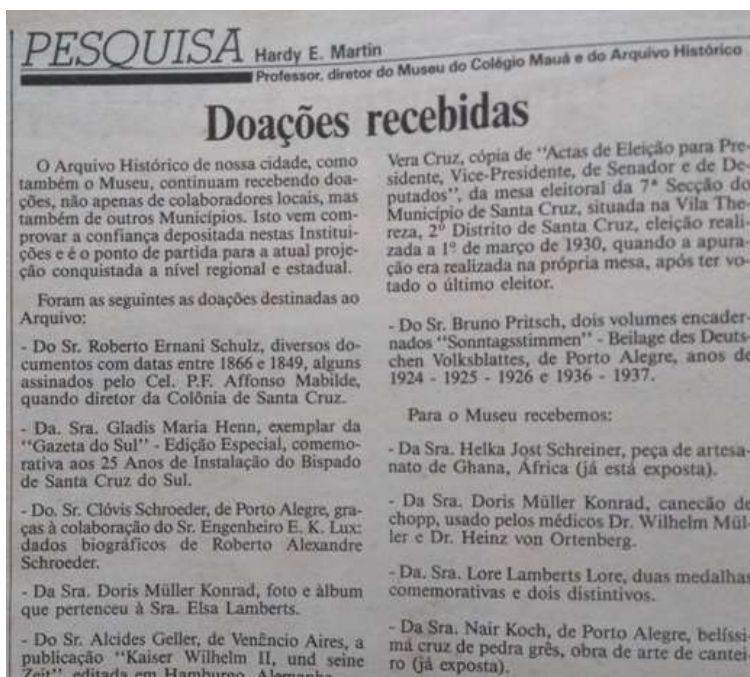 PESQUISA Hardy E. Martin
Professor, diretor do Museu do Colégio Mauá e do Arquivo Histórico
Doações recebidas
O Arquivo Histórico de nossa cidade, como
também o Museu, continuam recebendo doa-
ções, não apenas de colaboradores locais, mas
também de outros Municípios. Isto vem com-
provar a confiança depositada nestas Institui-
ções e é o ponto de partida para a atual proje-
ção conquistada a nível regional e estadual.
Foram as seguintes as doações destinadas ao
Arquivo:
- Do Sr. Roberto Ernani Schulz, diversos do-
cumentos com datas entre 1866 e 1849, alguns
assinados pelo Cel. P.F. Affonso Mabilde,
quando diretor da Colônia de Santa Cruz.
- Da. Sra. Gladis Maria Henn, exemplar da
"Gazeta do Sul" - Edição Especial, comemo-
rativa aos 25 Anos de Instalação do Bispado
de Santa Cruz do Sul.
- Do. Sr. Clóvis Schroeder, de Porto Alegre, gra-
ças à colaboração do Sr. Engenheiro E. K. Lux:
dados biográficos de Roberto Alexandre
Schroeder.
- Da Sra. Doris Müller Konrad, foto e àlbum
que pertenceu à Sra. Elsa Lamberts.
- Do Sr. Alcides Geller, de Venâncio Aires, a
publicação "Kaiser Wilhelm II, und seine
Zeit" editada em Hamburgo, Alemanha
Vera Cruz, cópia de "Actas de Eleição para Pre-
sidente, Vice-Presidente, de Senador e de De-
putados", da mesa eleitoral da 7ª Secção do
Município de Santa Cruz, situada na Vila The-
reza, 2º Distrito de Santa Cruz, eleição reali-
zada a 1º de março de 1930, quando a apura-
ção era realizada na própria mesa, após ter vo-
tado o último eleitor.
- Do Sr. Bruno Pritsch, dois volumes encader-
nados "Sonntagsstimmen" - Beilage des Deuts-
chen Volksblattes, de Porto Alegre, anos de
1924 - 1925 - 1926 e 1936 - 1937.
Para o Museu recebemos:
- Da Sra. Helka Jost Schreiner, peça de artesa-
nato de Ghana, África (já está exposta).
- Da Sra. Doris Müller Konrad, canecão de
chopp, usado pelos médicos Dr. Wilhelm Mül-
ler e Dr. Heinz von Ortenberg.
- Da. Sra. Lore Lamberts Lore, duas medalhas
comemorativas e dois distintivos.
- Da Sra. Nair Koch, de Porto Alegre, belíssi-
má cruz de pedra grês, obra de arte de cantei-
ro (já exposta).